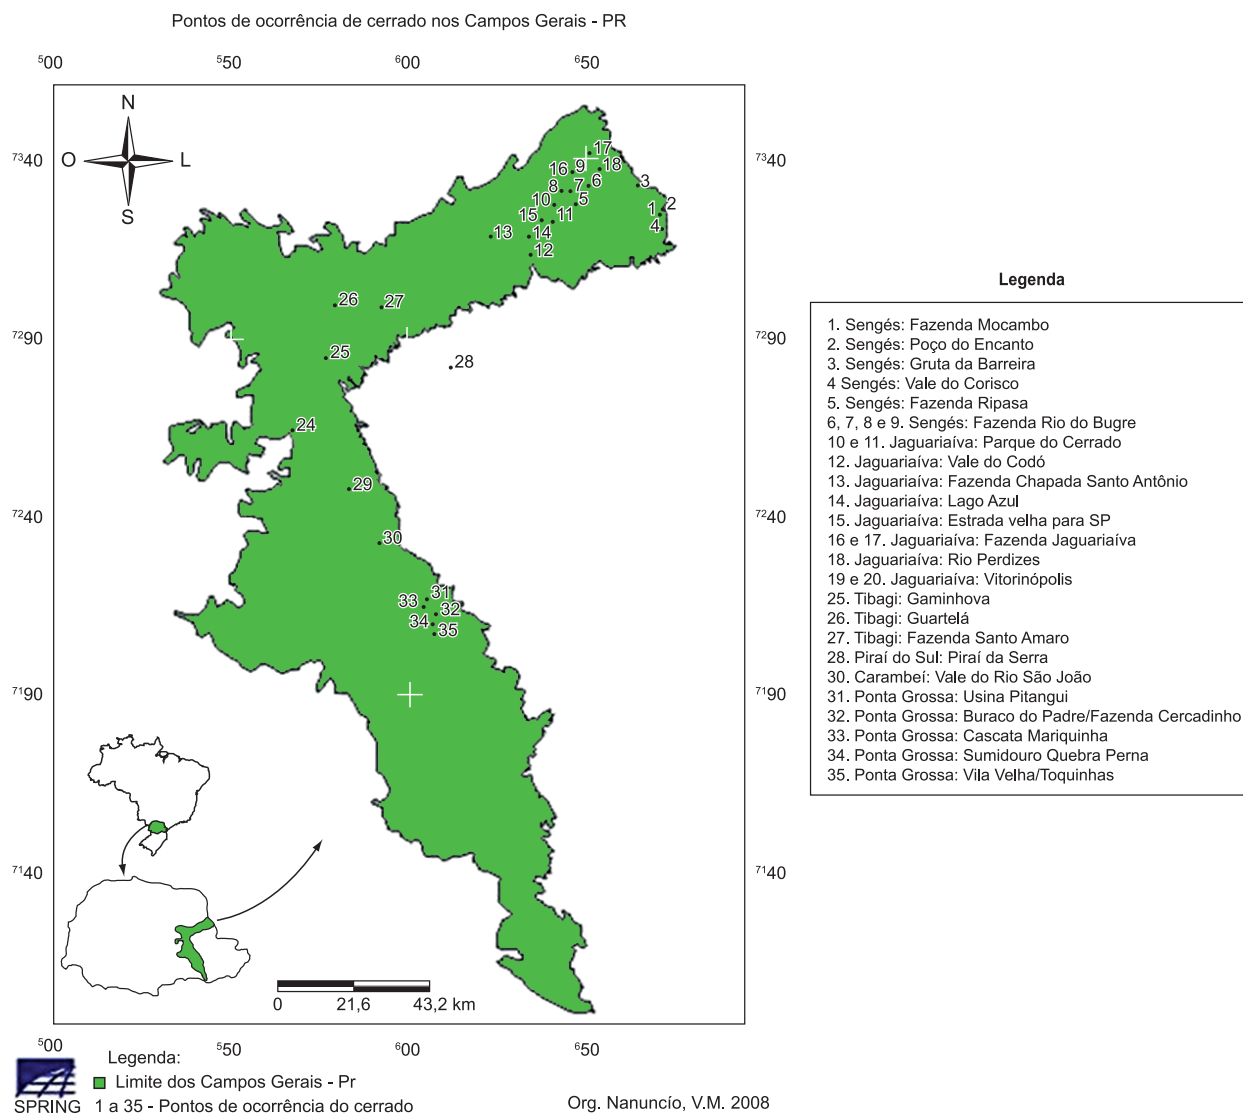 Pontos de ocorrência de cerrado nos Campos Gerais - PR
500 550 600 650
N
O L
S
7340 7340
7290 7290
7240 7240
7190 7190
7140 7140
17
16 9 18
8 7 6 3
10 5 1 2
15 11 4
13 14
12
26 27
25 28
24
29
30
31
33 32
34 35
0 21,6 43,2 km
500 550 600 650
Legenda
1. Sengés: Fazenda Mocambo
2. Sengés: Poço do Encanto
3. Sengés: Gruta da Barreira
4 Sengés: Vale do Corisco
5. Sengés: Fazenda Ripasa
6, 7, 8 e 9. Sengés: Fazenda Rio do Bugre
10 e 11. Jaguariaíva: Parque do Cerrado
12. Jaguariaíva: Vale do Codó
13. Jaguariaíva: Fazenda Chapada Santo Antônio
14. Jaguariaíva: Lago Azul
15. Jaguariaíva: Estrada velha para SP
16 e 17. Jaguariaíva: Fazenda Jaguariaíva
18. Jaguariaíva: Rio Perdizes
19 e 20. Jaguariaíva: Vitorinópolis
25. Tibagi: Gaminhova
26. Tibagi: Guartelá
27. Tibagi: Fazenda Santo Amaro
28. Piraí do Sul: Piraí da Serra
30. Carambeí: Vale do Rio São João
31. Ponta Grossa: Usina Pitangui
32. Ponta Grossa: Buraco do Padre/Fazenda Cercadinho
33. Ponta Grossa: Cascata Mariquinha
34. Ponta Grossa: Sumidouro Quebra Perna
35. Ponta Grossa: Vila Velha/Toquinhas
Legenda:
Limite dos Campos Gerais - Pr
SPRING 1 a 35 - Pontos de ocorrência do cerrado
Org. Nanuncío, V.M. 2008